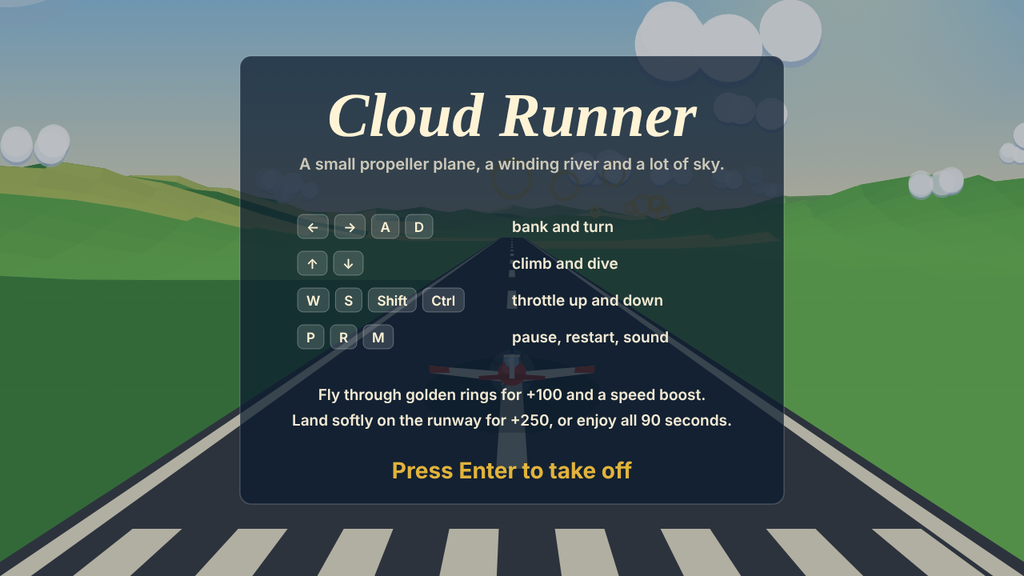 Cloud Runner
A small propeller plane, a winding river and a lot of sky.
← → A D bank and turn
↑ ↓ climb and dive
W S Shift Ctrl throttle up and down
P R M pause, restart, sound
Fly through golden rings for +100 and a speed boost.
Land softly on the runway for +250, or enjoy all 90 seconds.
Press Enter to take off